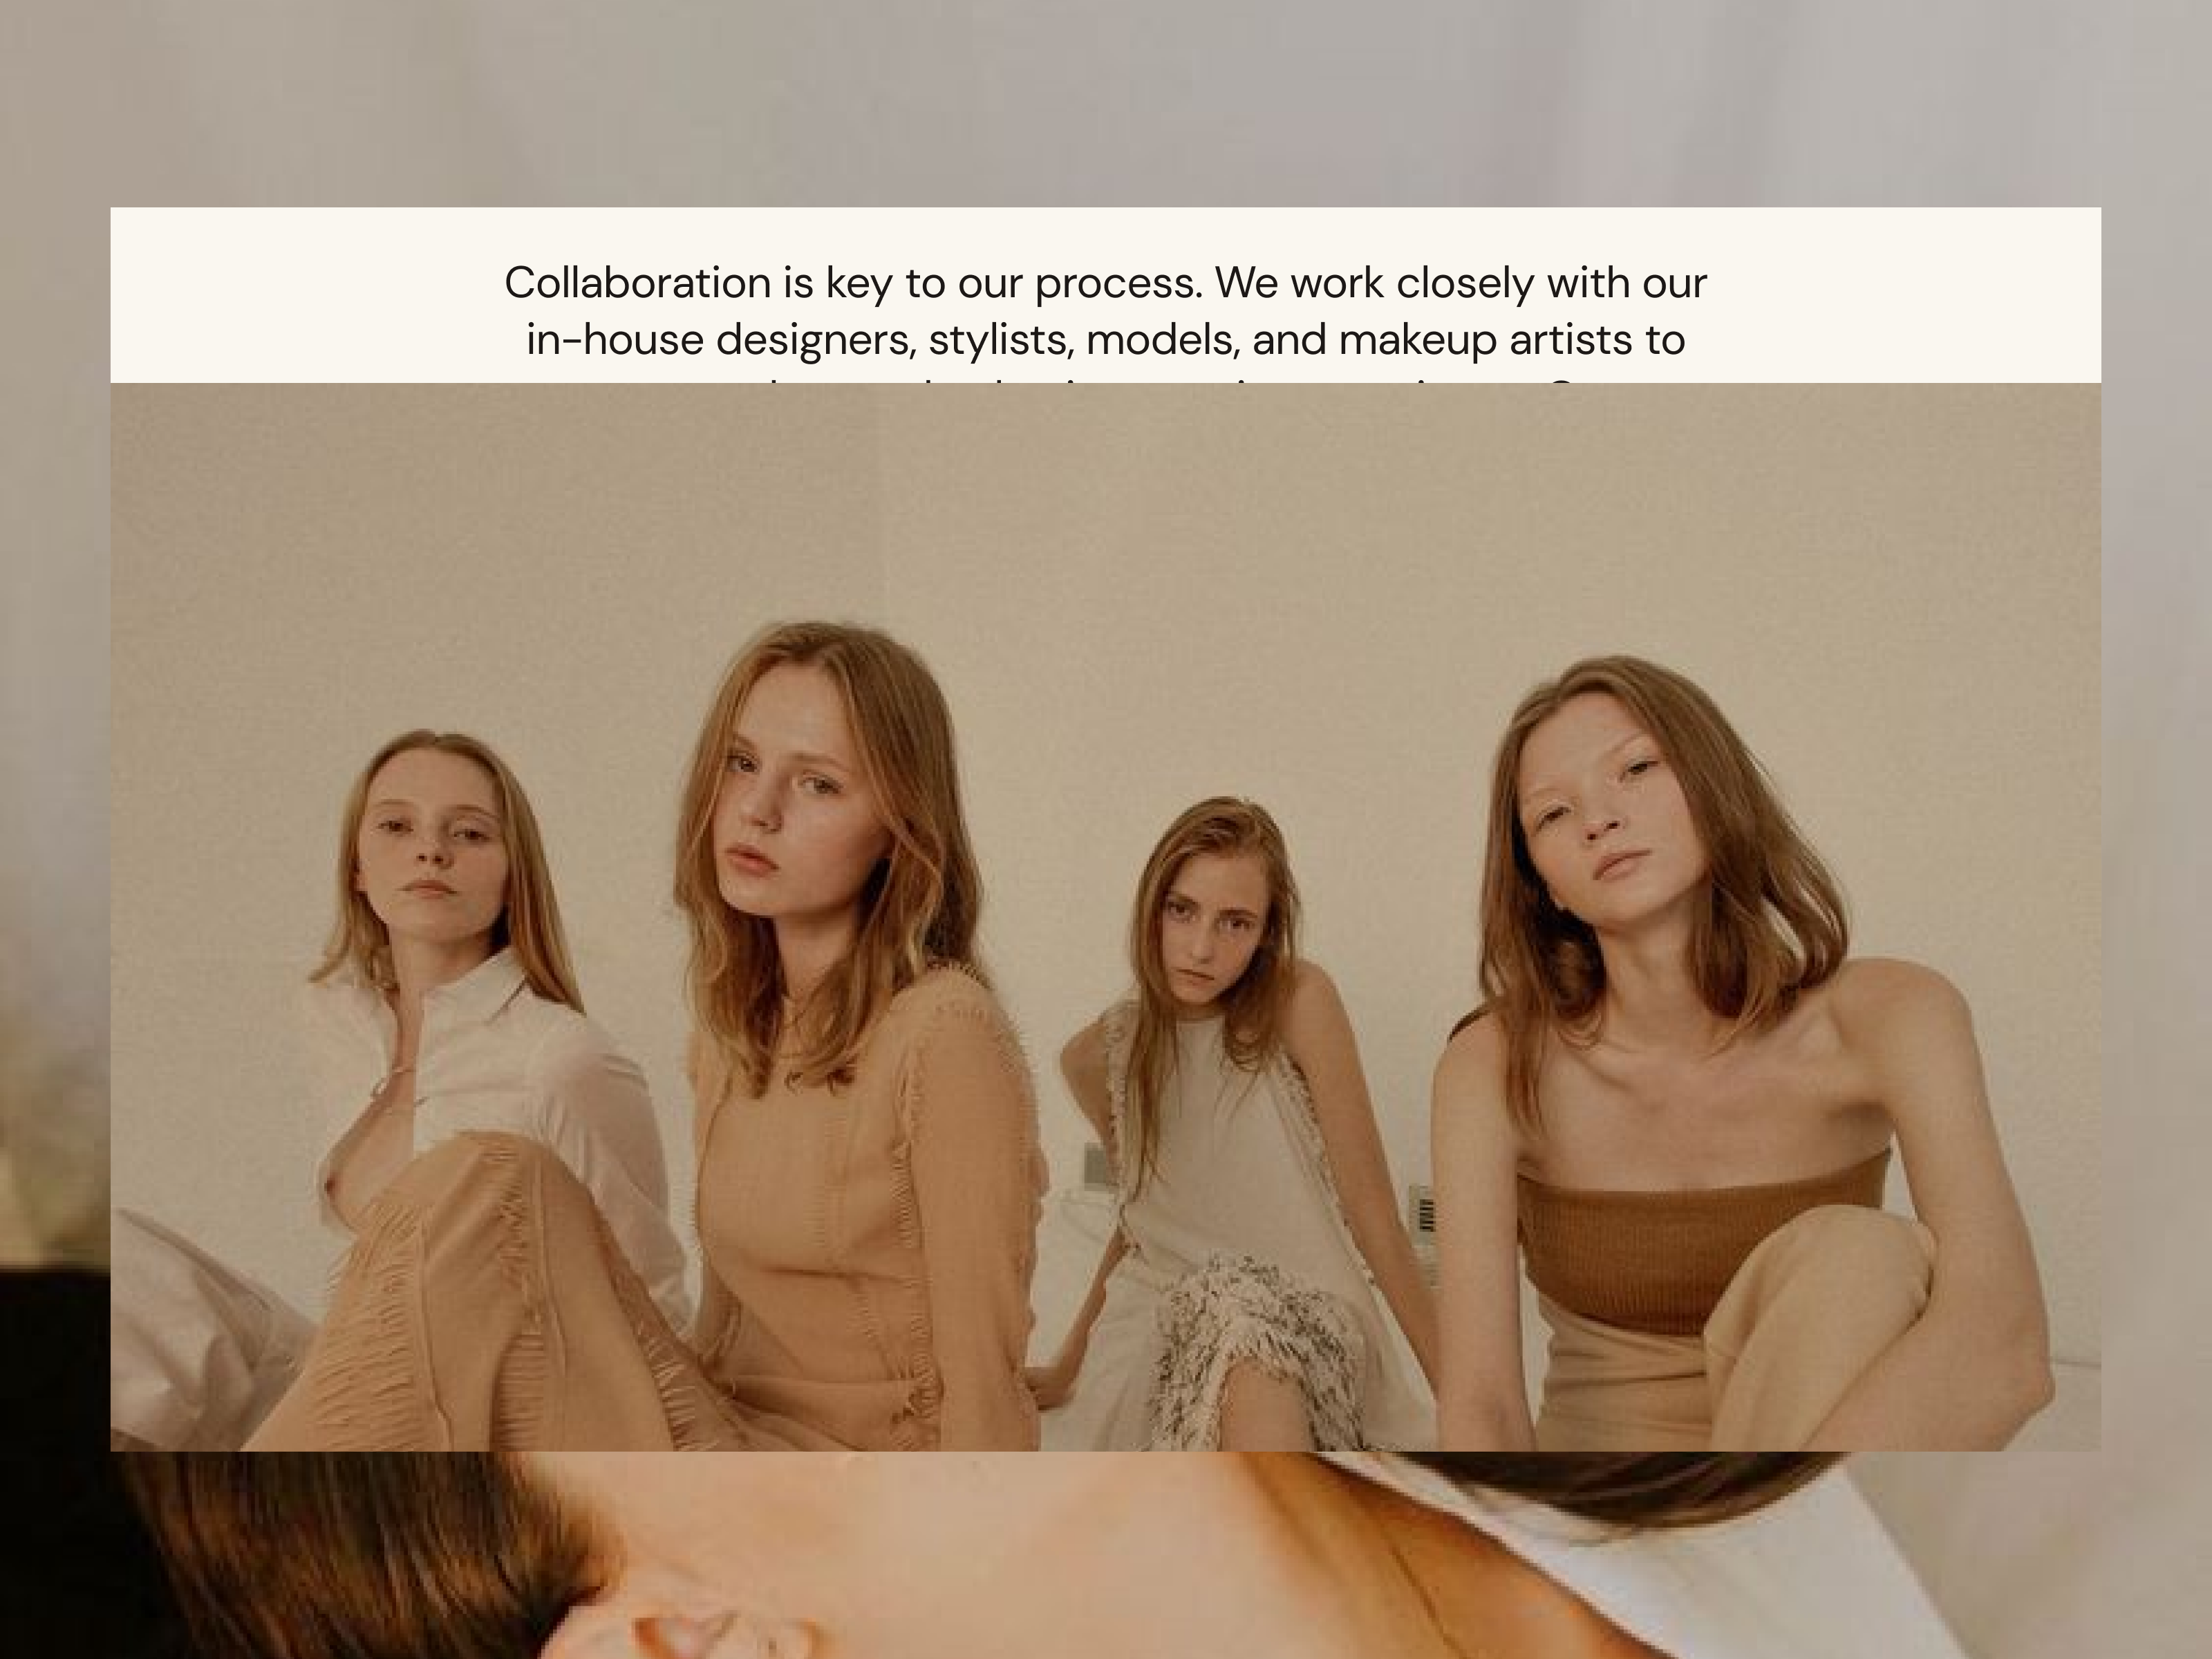 Collaboration is key to our process. We work closely with our
in-house designers, stylists, models, and makeup artists to